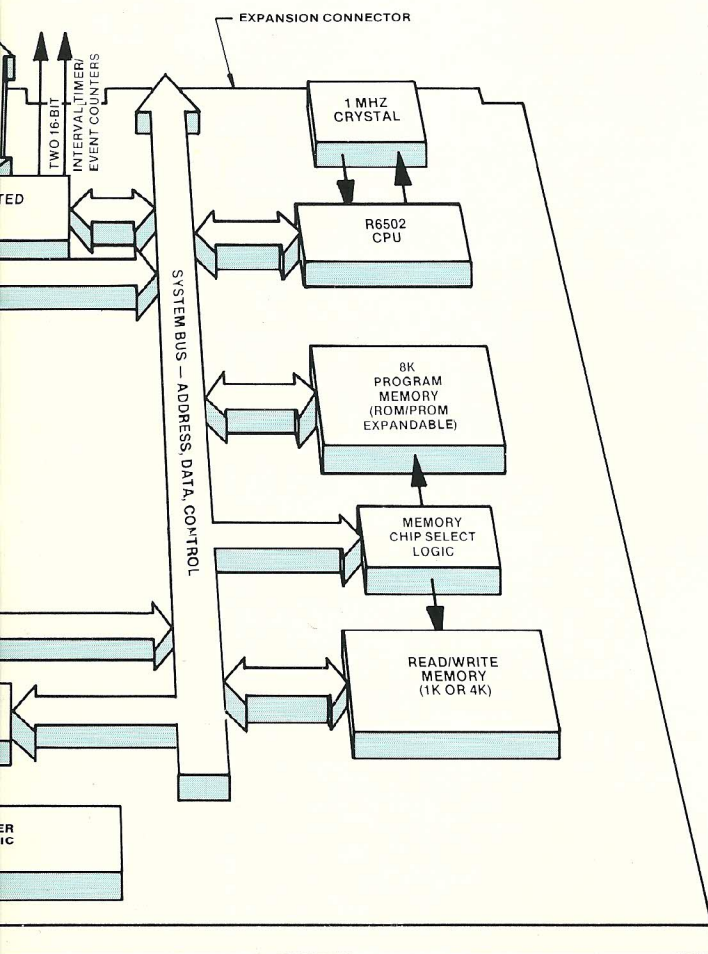 EXPANSION CONNECTOR
TWO 16-BIT
INTERVAL TIMER/
EVENT COUNTERS
1 MHZ
CRYSTAL
TED
R6502
CPU
SYSTEM BUS — ADDRESS, DATA, CONTROL
8K
PROGRAM
MEMORY
(ROM/PROM
EXPANDABLE)
MEMORY
CHIP SELECT
LOGIC
READ/WRITE
MEMORY
(1K OR 4K)
ER
IC